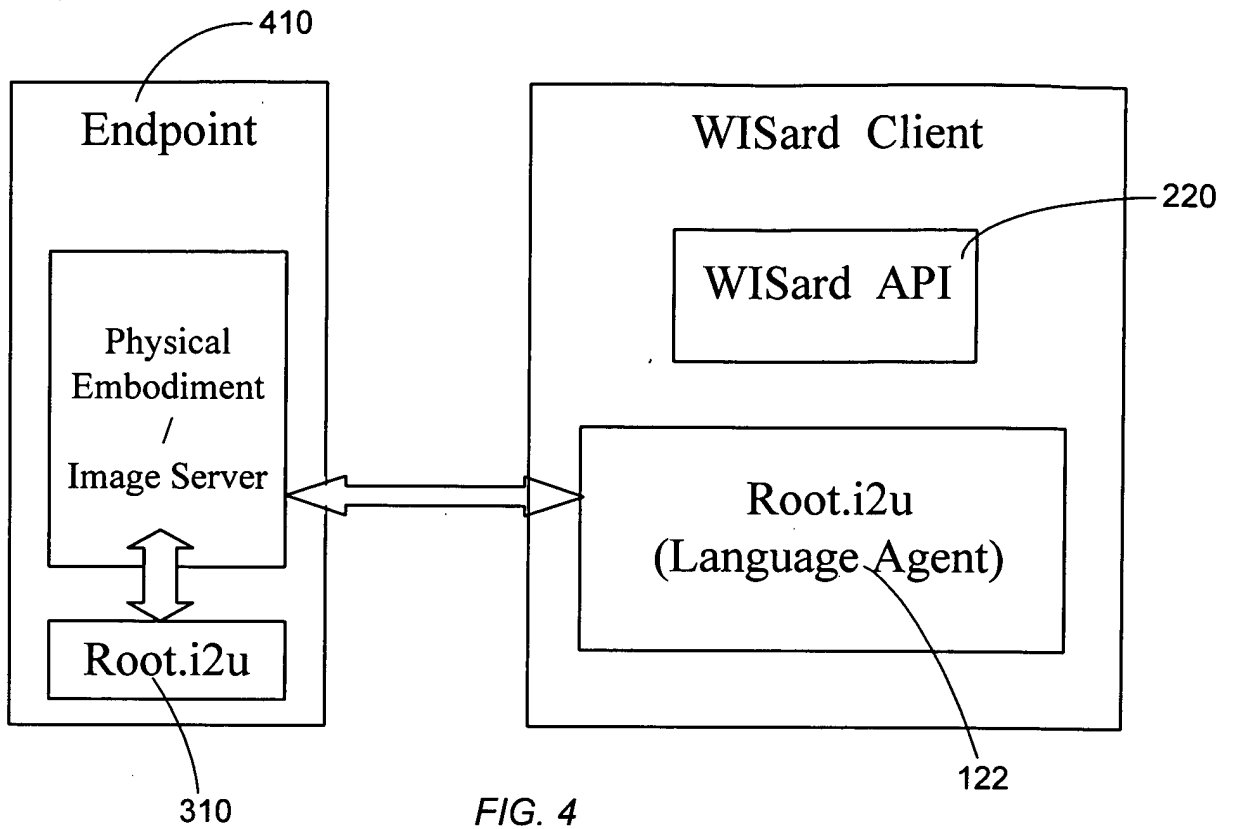 410
Endpoint
Physical
Embodiment
/
Image Server
Root.i2u
310
WISard Client
220
WISard API
Root.i2u
(Language Agent)
122
FIG. 4